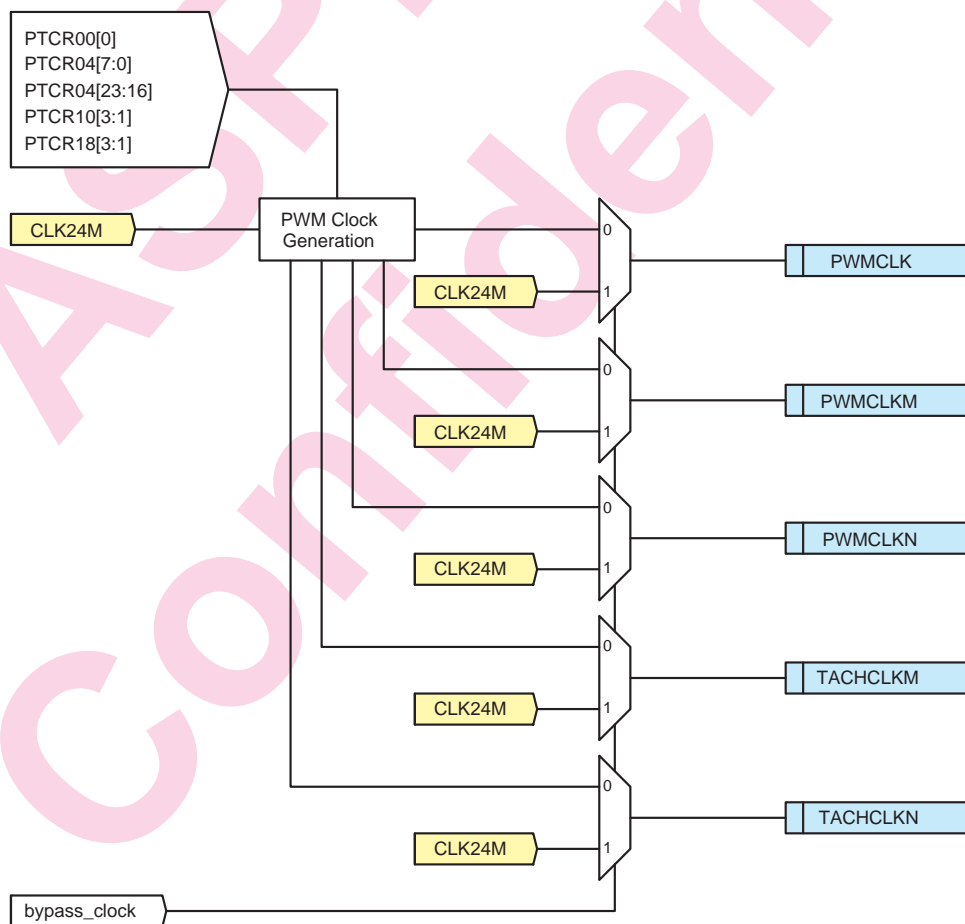 PTCR00[0]
PTCR04[7:0]
PTCR04[23:16]
PTCR10[3:1]
PTCR18[3:1]
CLK24M
PWM Clock
Generation
0
CLK24M
1
PWMCLK
0
CLK24M
1
PWMCLKM
0
CLK24M
1
PWMCLKN
0
CLK24M
1
TACHCLKM
0
CLK24M
1
TACHCLKN
bypass_clock
ASP
Confiden